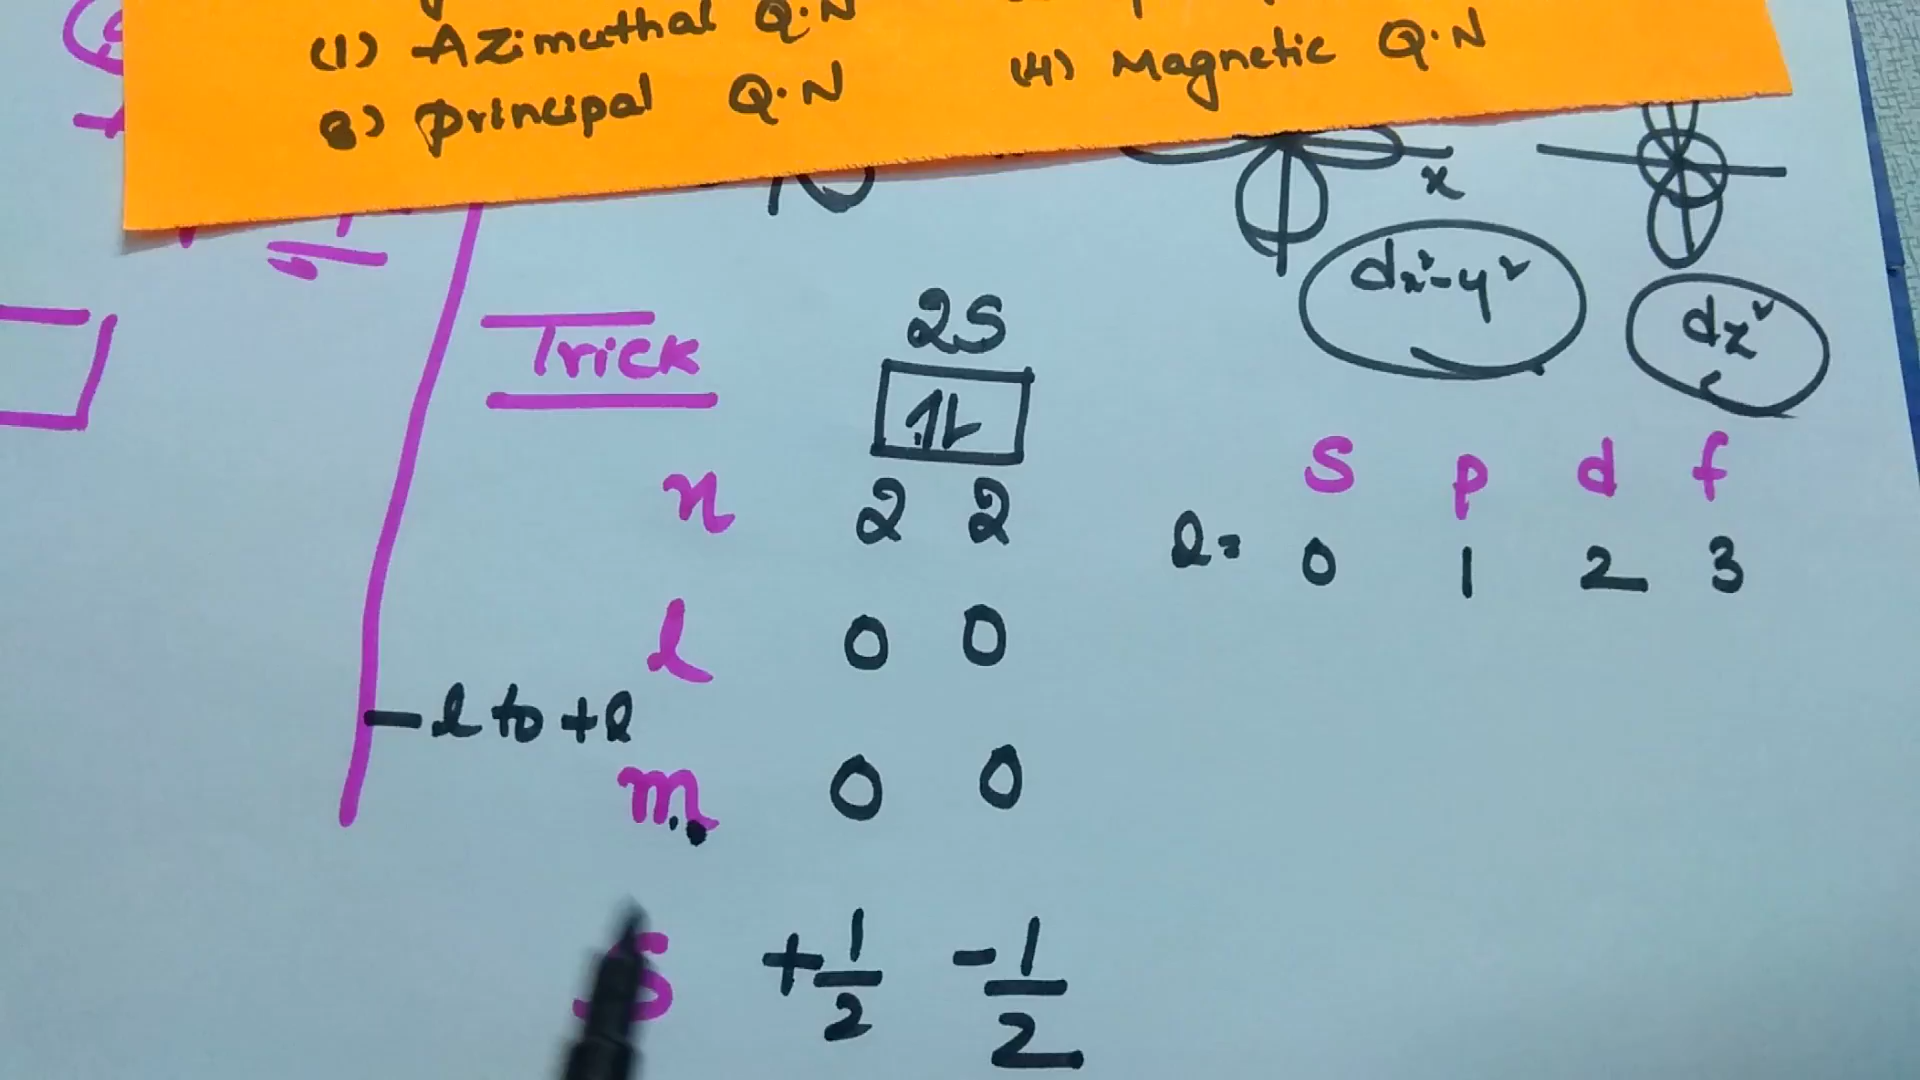 (1) Azimuthal Q.N
(4) Magnetic Q.N
3) Principal Q.N
x
dx²-y²
dz²
Trick
2S
1L
S p d f
n 2 2
l= 0 1 2 3
l 0 0
-l to +l
m 0 0
S +1/2 -1/2